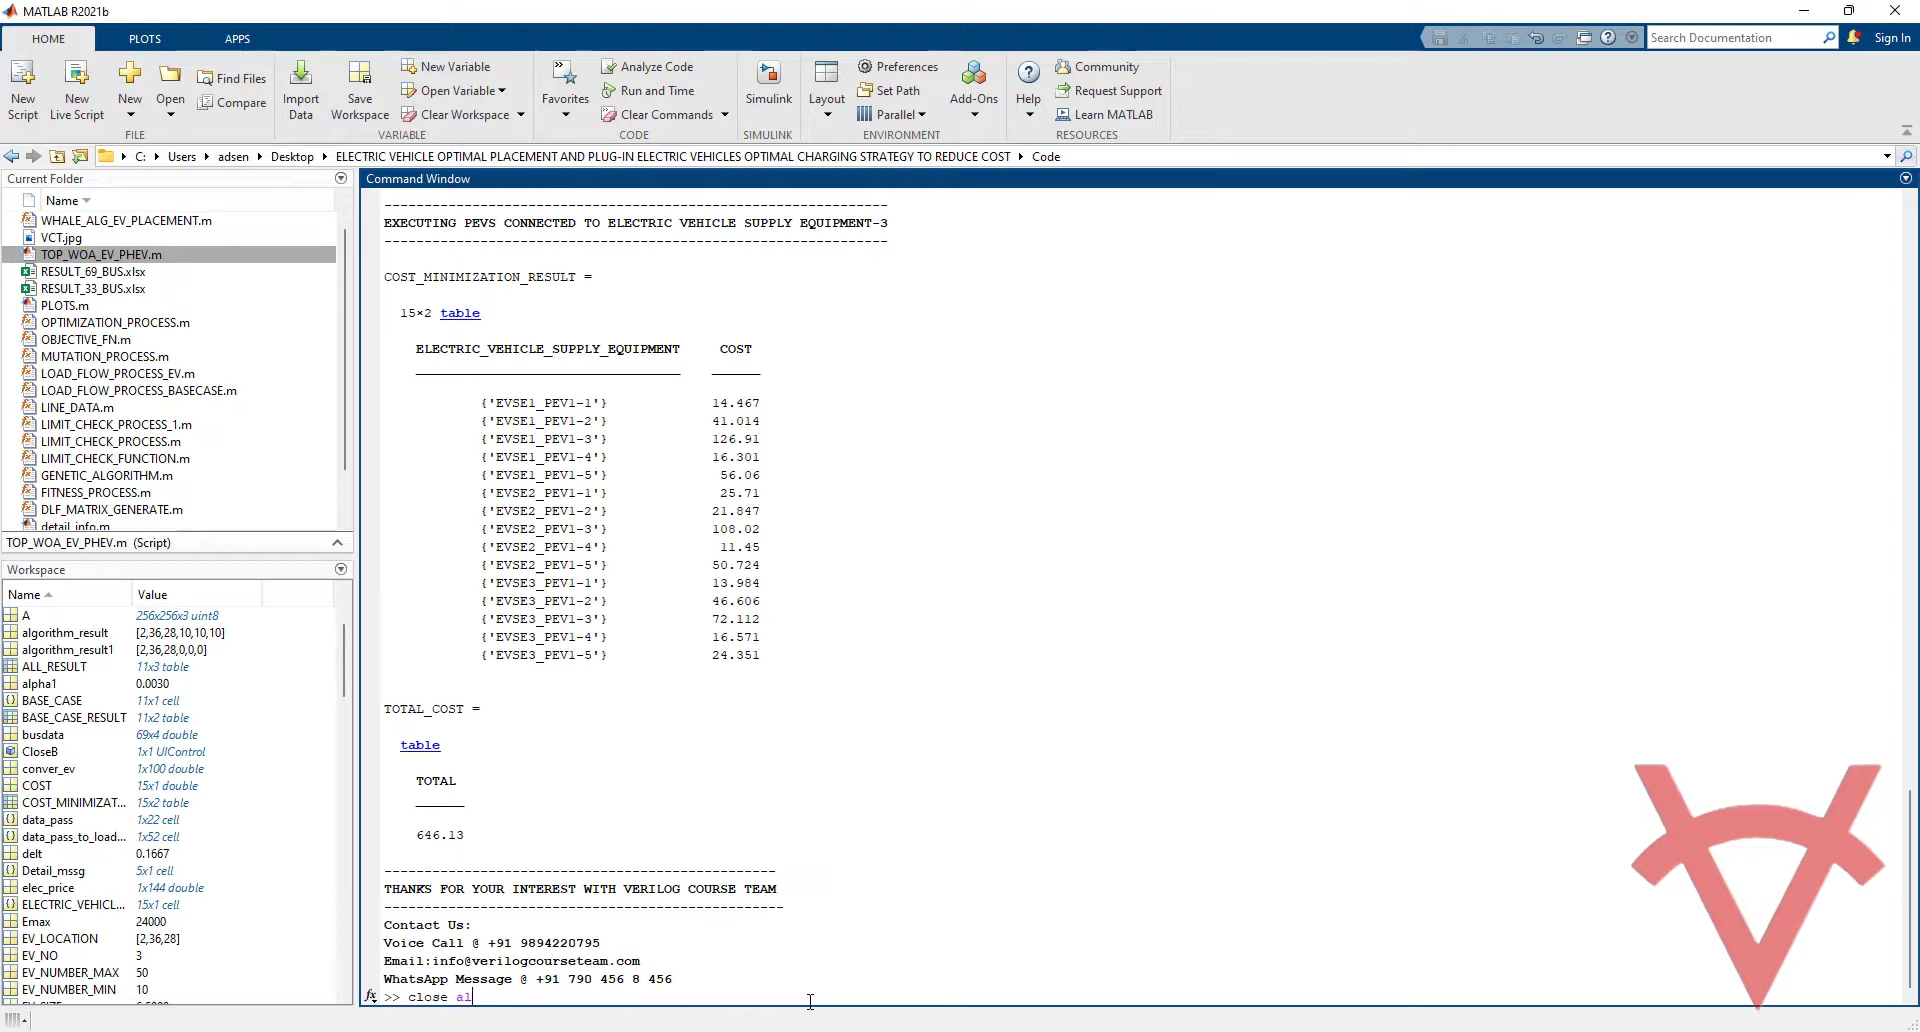 MATLAB R2021b
HOME PLOTS APPS
Search Documentation Sign In
New Script
New Live Script
New
Open
Find Files
Compare
FILE
Import Data
Save Workspace
New Variable
Open Variable
Clear Workspace
VARIABLE
Favorites
Analyze Code
Run and Time
Clear Commands
CODE
Simulink
SIMULINK
Layout
Preferences
Set Path
Parallel
Add-Ons
ENVIRONMENT
Help
Community
Request Support
Learn MATLAB
RESOURCES
C: Users adsen Desktop ELECTRIC VEHICLE OPTIMAL PLACEMENT AND PLUG-IN ELECTRIC VEHICLES OPTIMAL CHARGING STRATEGY TO REDUCE COST Code
Current Folder
Name
WHALE_ALG_EV_PLACEMENT.m
VCT.jpg
TOP_WOA_EV_PHEV.m
RESULT_69_BUS.xlsx
RESULT_33_BUS.xlsx
PLOTS.m
OPTIMIZATION_PROCESS.m
OBJECTIVE_FN.m
MUTATION_PROCESS.m
LOAD_FLOW_PROCESS_EV.m
LOAD_FLOW_PROCESS_BASECASE.m
LINE_DATA.m
LIMIT_CHECK_PROCESS_1.m
LIMIT_CHECK_PROCESS.m
LIMIT_CHECK_FUNCTION.m
GENETIC_ALGORITHM.m
FITNESS_PROCESS.m
DLF_MATRIX_GENERATE.m
detail_info.m
TOP_WOA_EV_PHEV.m (Script)
Workspace
Name Value
A 256x256x3 uint8
algorithm_result [2,36,28,10,10,10]
algorithm_result1 [2,36,28,0,0,0]
ALL_RESULT 11x3 table
alpha1 0.0030
BASE_CASE 11x1 cell
BASE_CASE_RESULT 11x2 table
busdata 69x4 double
CloseB 1x1 UIControl
conver_ev 1x100 double
COST 15x1 double
COST_MINIMIZAT... 15x2 table
data_pass 1x22 cell
data_pass_to_load... 1x52 cell
delt 0.1667
Detail_mssg 5x1 cell
elec_price 1x144 double
ELECTRIC_VEHICL... 15x1 cell
Emax 24000
EV_LOCATION [2,36,28]
EV_NO 3
EV_NUMBER_MAX 50
EV_NUMBER_MIN 10
Command Window
---------------------------------------------------------------
EXECUTING PEVS CONNECTED TO ELECTRIC VEHICLE SUPPLY EQUIPMENT-3
---------------------------------------------------------------
COST_MINIMIZATION_RESULT =
15×2 table
ELECTRIC_VEHICLE_SUPPLY_EQUIPMENT COST
{'EVSE1_PEV1-1'} 14.467
{'EVSE1_PEV1-2'} 41.014
{'EVSE1_PEV1-3'} 126.91
{'EVSE1_PEV1-4'} 16.301
{'EVSE1_PEV1-5'} 56.06
{'EVSE2_PEV1-1'} 25.71
{'EVSE2_PEV1-2'} 21.847
{'EVSE2_PEV1-3'} 108.02
{'EVSE2_PEV1-4'} 11.45
{'EVSE2_PEV1-5'} 50.724
{'EVSE3_PEV1-1'} 13.984
{'EVSE3_PEV1-2'} 46.606
{'EVSE3_PEV1-3'} 72.112
{'EVSE3_PEV1-4'} 16.571
{'EVSE3_PEV1-5'} 24.351
TOTAL_COST =
table
TOTAL
646.13
-------------------------------------------------
THANKS FOR YOUR INTEREST WITH VERILOG COURSE TEAM
--------------------------------------------------
Contact Us:
Voice Call @ +91 9894220795
Email:info@verilogcourseteam.com
WhatsApp Message @ +91 790 456 8 456
fx >> close al